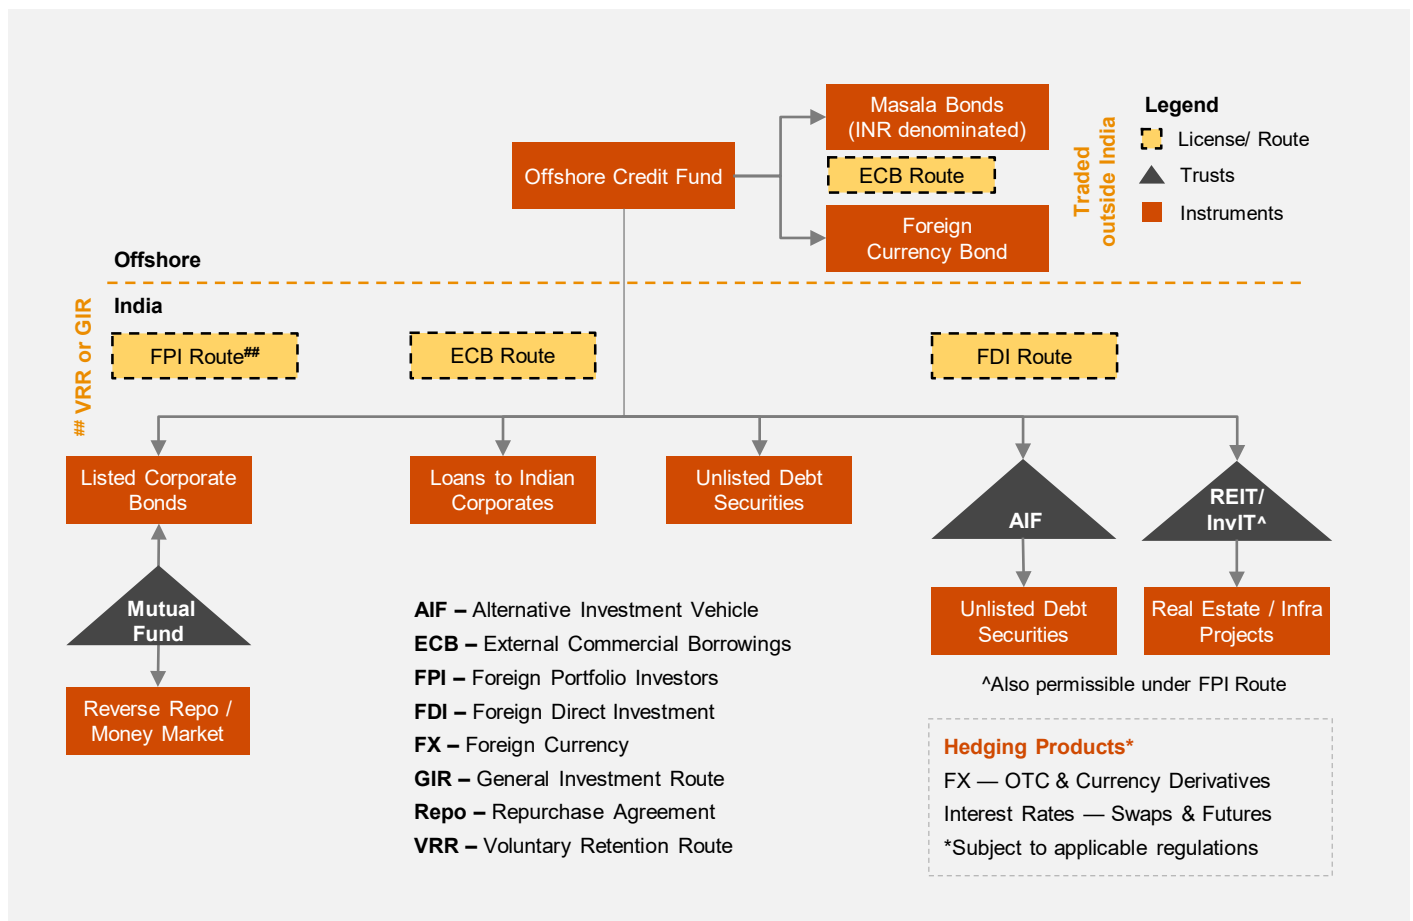 Masala Bonds
(INR denominated)
Offshore Credit Fund
ECB Route
Foreign
Currency Bond
Traded
outside India
Legend
License/ Route
Trusts
Instruments
Offshore
India
## VRR or GIR
FPI Route##
ECB Route
FDI Route
Listed Corporate
Bonds
Loans to Indian
Corporates
Unlisted Debt
Securities
AIF
REIT/
InvIT^
Mutual
Fund
Reverse Repo /
Money Market
Unlisted Debt
Securities
Real Estate / Infra
Projects
^Also permissible under FPI Route
AIF – Alternative Investment Vehicle
ECB – External Commercial Borrowings
FPI – Foreign Portfolio Investors
FDI – Foreign Direct Investment
FX – Foreign Currency
GIR – General Investment Route
Repo – Repurchase Agreement
VRR – Voluntary Retention Route
Hedging Products*
FX — OTC & Currency Derivatives
Interest Rates — Swaps & Futures
*Subject to applicable regulations